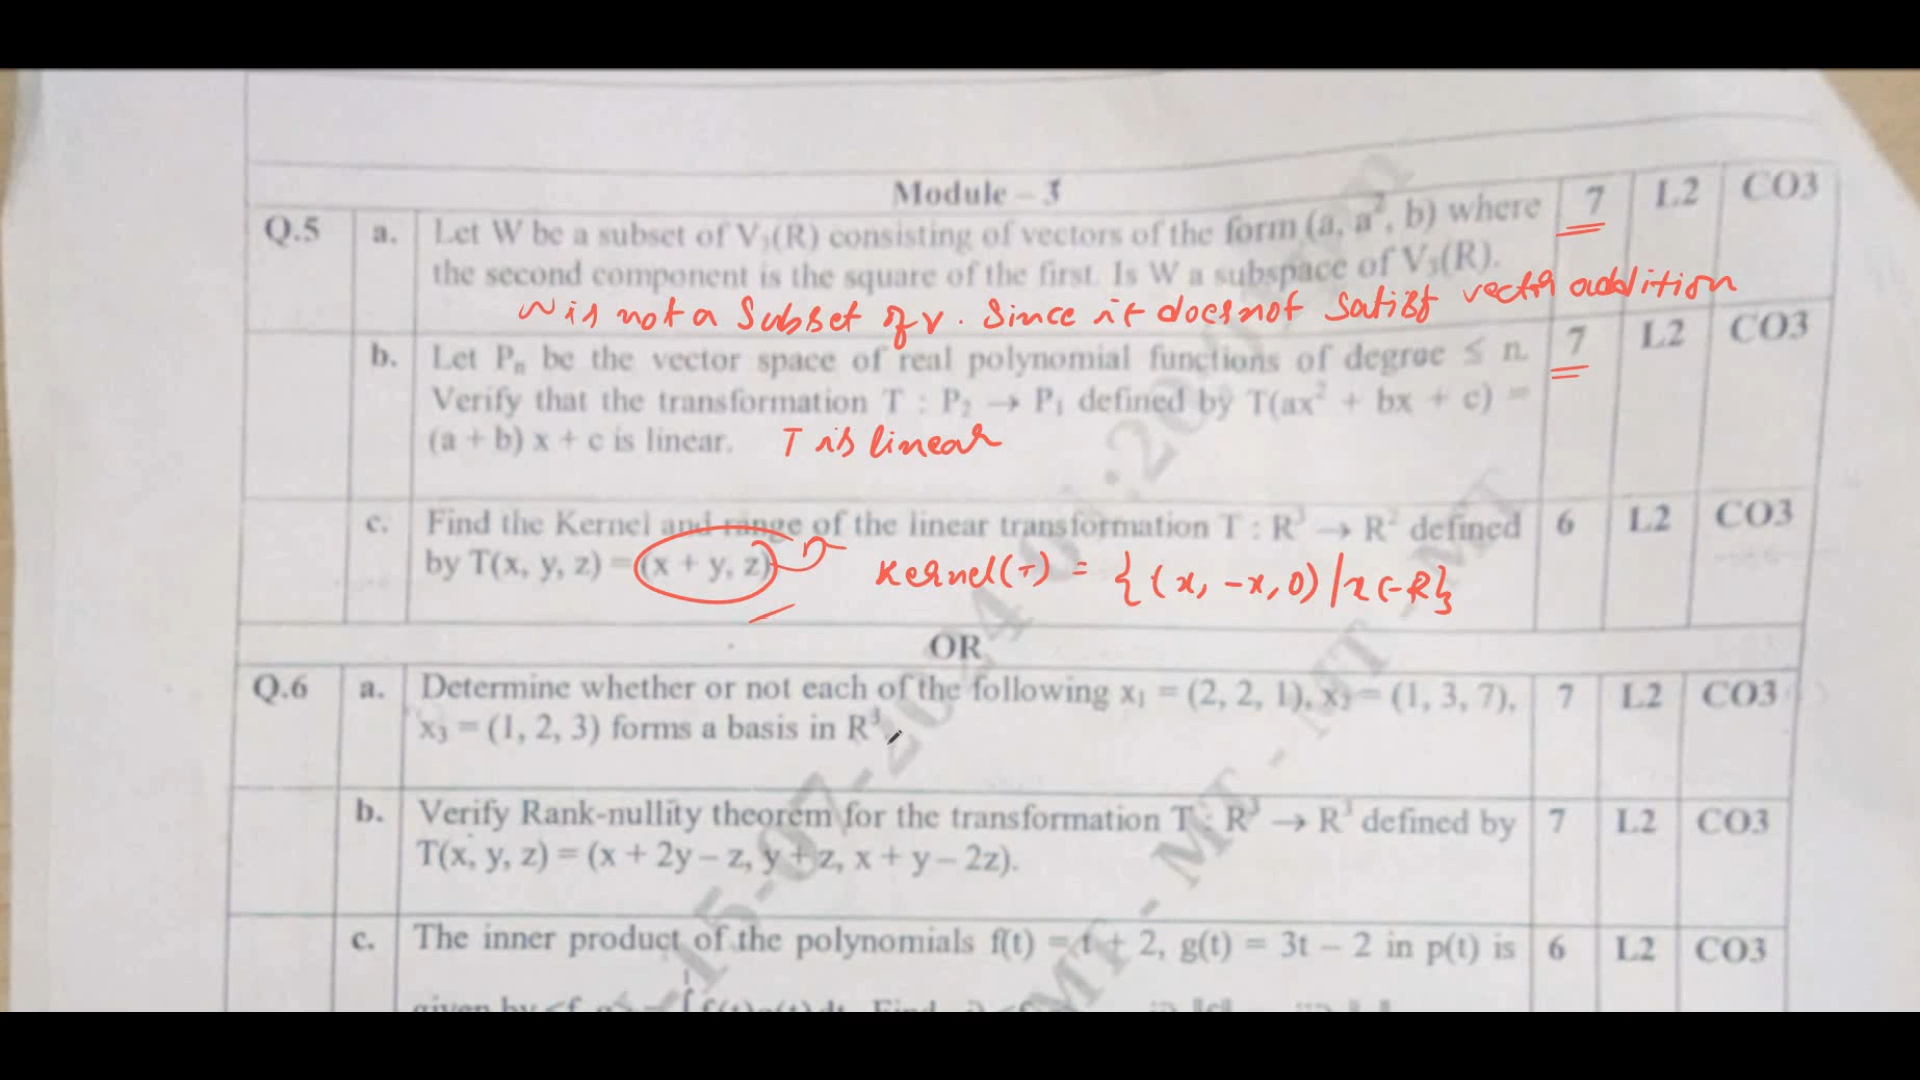 Module – 3
Q.5 a. Let W be a subset of V₃(R) consisting of vectors of the form (a, a², b) where 7 L2 CO3
the second component is the square of the first. Is W a subspace of V₃(R).
W is not a Subset of V. Since it does not satisfy vector addition
b. Let Pₙ be the vector space of real polynomial functions of degree ≤ n. 7 L2 CO3
Verify that the transformation T : P₂ → P₁ defined by T(ax² + bx + c) =
(a + b) x + c is linear. T is linear
c. Find the Kernel and range of the linear transformation T : R³ → R² defined 6 L2 CO3
by T(x, y, z) = (x + y, z) Kernel(T) = {(x, -x, 0) / x ∈ R}
OR
Q.6 a. Determine whether or not each of the following x₁ = (2, 2, 1), x₂ = (1, 3, 7), 7 L2 CO3
x₃ = (1, 2, 3) forms a basis in R³
b. Verify Rank-nullity theorem for the transformation T : R³ → R³ defined by 7 L2 CO3
T(x, y, z) = (x + 2y – z, y + z, x + y – 2z).
c. The inner product of the polynomials f(t) = t + 2, g(t) = 3t – 2 in p(t) is 6 L2 CO3
given by